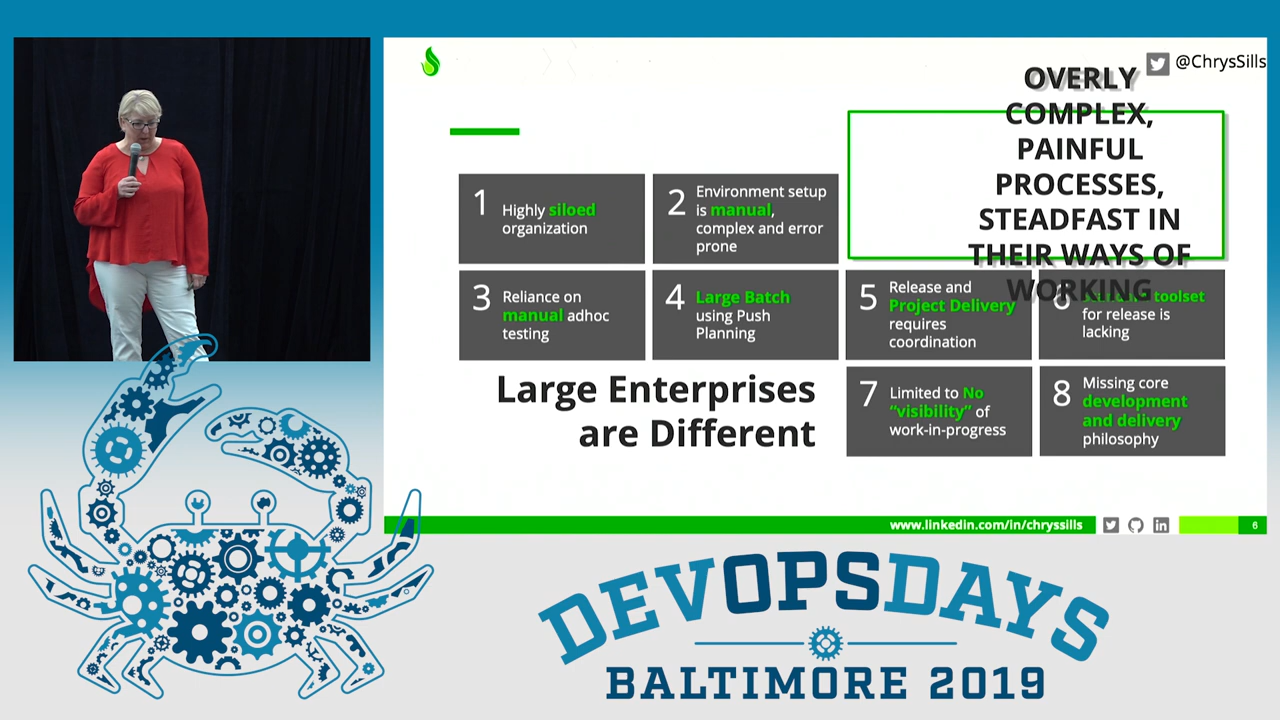 @ChrysSills
OVERLY
COMPLEX,
PAINFUL
PROCESSES,
STEADFAST IN
THEIR WAYS OF
WORKING
1
Highly siloed
organization
2
Environment setup
is manual,
complex and error
prone
3
Reliance on
manual adhoc
testing
4
Large Batch
using Push
Planning
5
Release and
Project Delivery
requires
coordination
6
toolset
for release is
lacking
Large Enterprises
are Different
7
Limited to No
“visibility” of
work-in-progress
8
Missing core
development
and delivery
philosophy
www.linkedin.com/in/chryssills
6
DEVOPSDAYS
BALTIMORE 2019